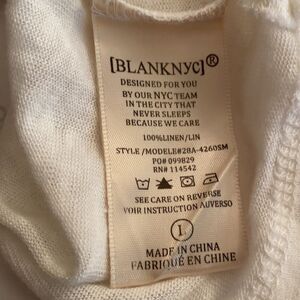 [BLANKNYC]®
DESIGNED FOR YOU
BY OUR NYC TEAM
IN THE CITY THAT
NEVER SLEEPS
BECAUSE WE CARE
100%LINEN/LIN
STYLE /MODELE#28A-4260SM
PO# 099829
RN# 114542
SEE CARE ON REVERSE
VOIR INSTRUCTION AUVERSO
L
MADE IN CHINA
FABRIQUÉ EN CHINE